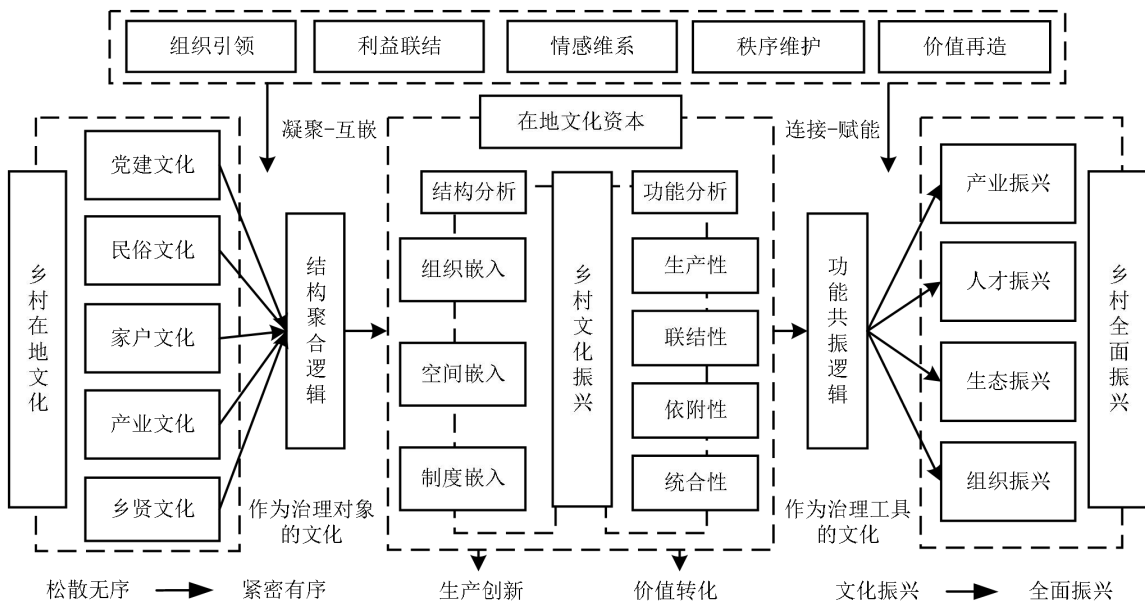 组织引领
利益联结
情感维系
秩序维护
价值再造
凝聚-互嵌
在地文化资本
连接-赋能
乡村在地文化
党建文化
民俗文化
家户文化
产业文化
乡贤文化
结构聚合逻辑
作为治理对象
的文化
结构分析
组织嵌入
空间嵌入
制度嵌入
乡村文化振兴
功能分析
生产性
联结性
依附性
统合性
功能共振逻辑
作为治理工具
的文化
产业振兴
人才振兴
生态振兴
组织振兴
乡村全面振兴
松散无序
紧密有序
生产创新
价值转化
文化振兴
全面振兴